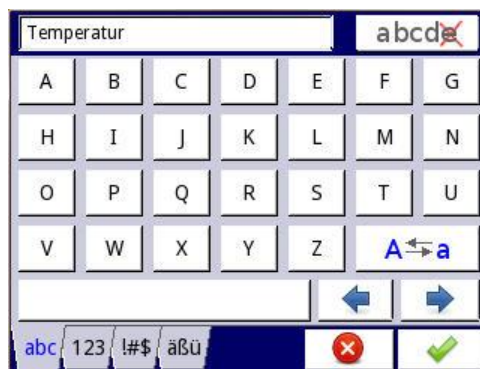 Temperatur abcde
A B C D E F G
H I J K L M N
O P Q R S T U
V W X Y Z A a
abc 123 !#$ äßü